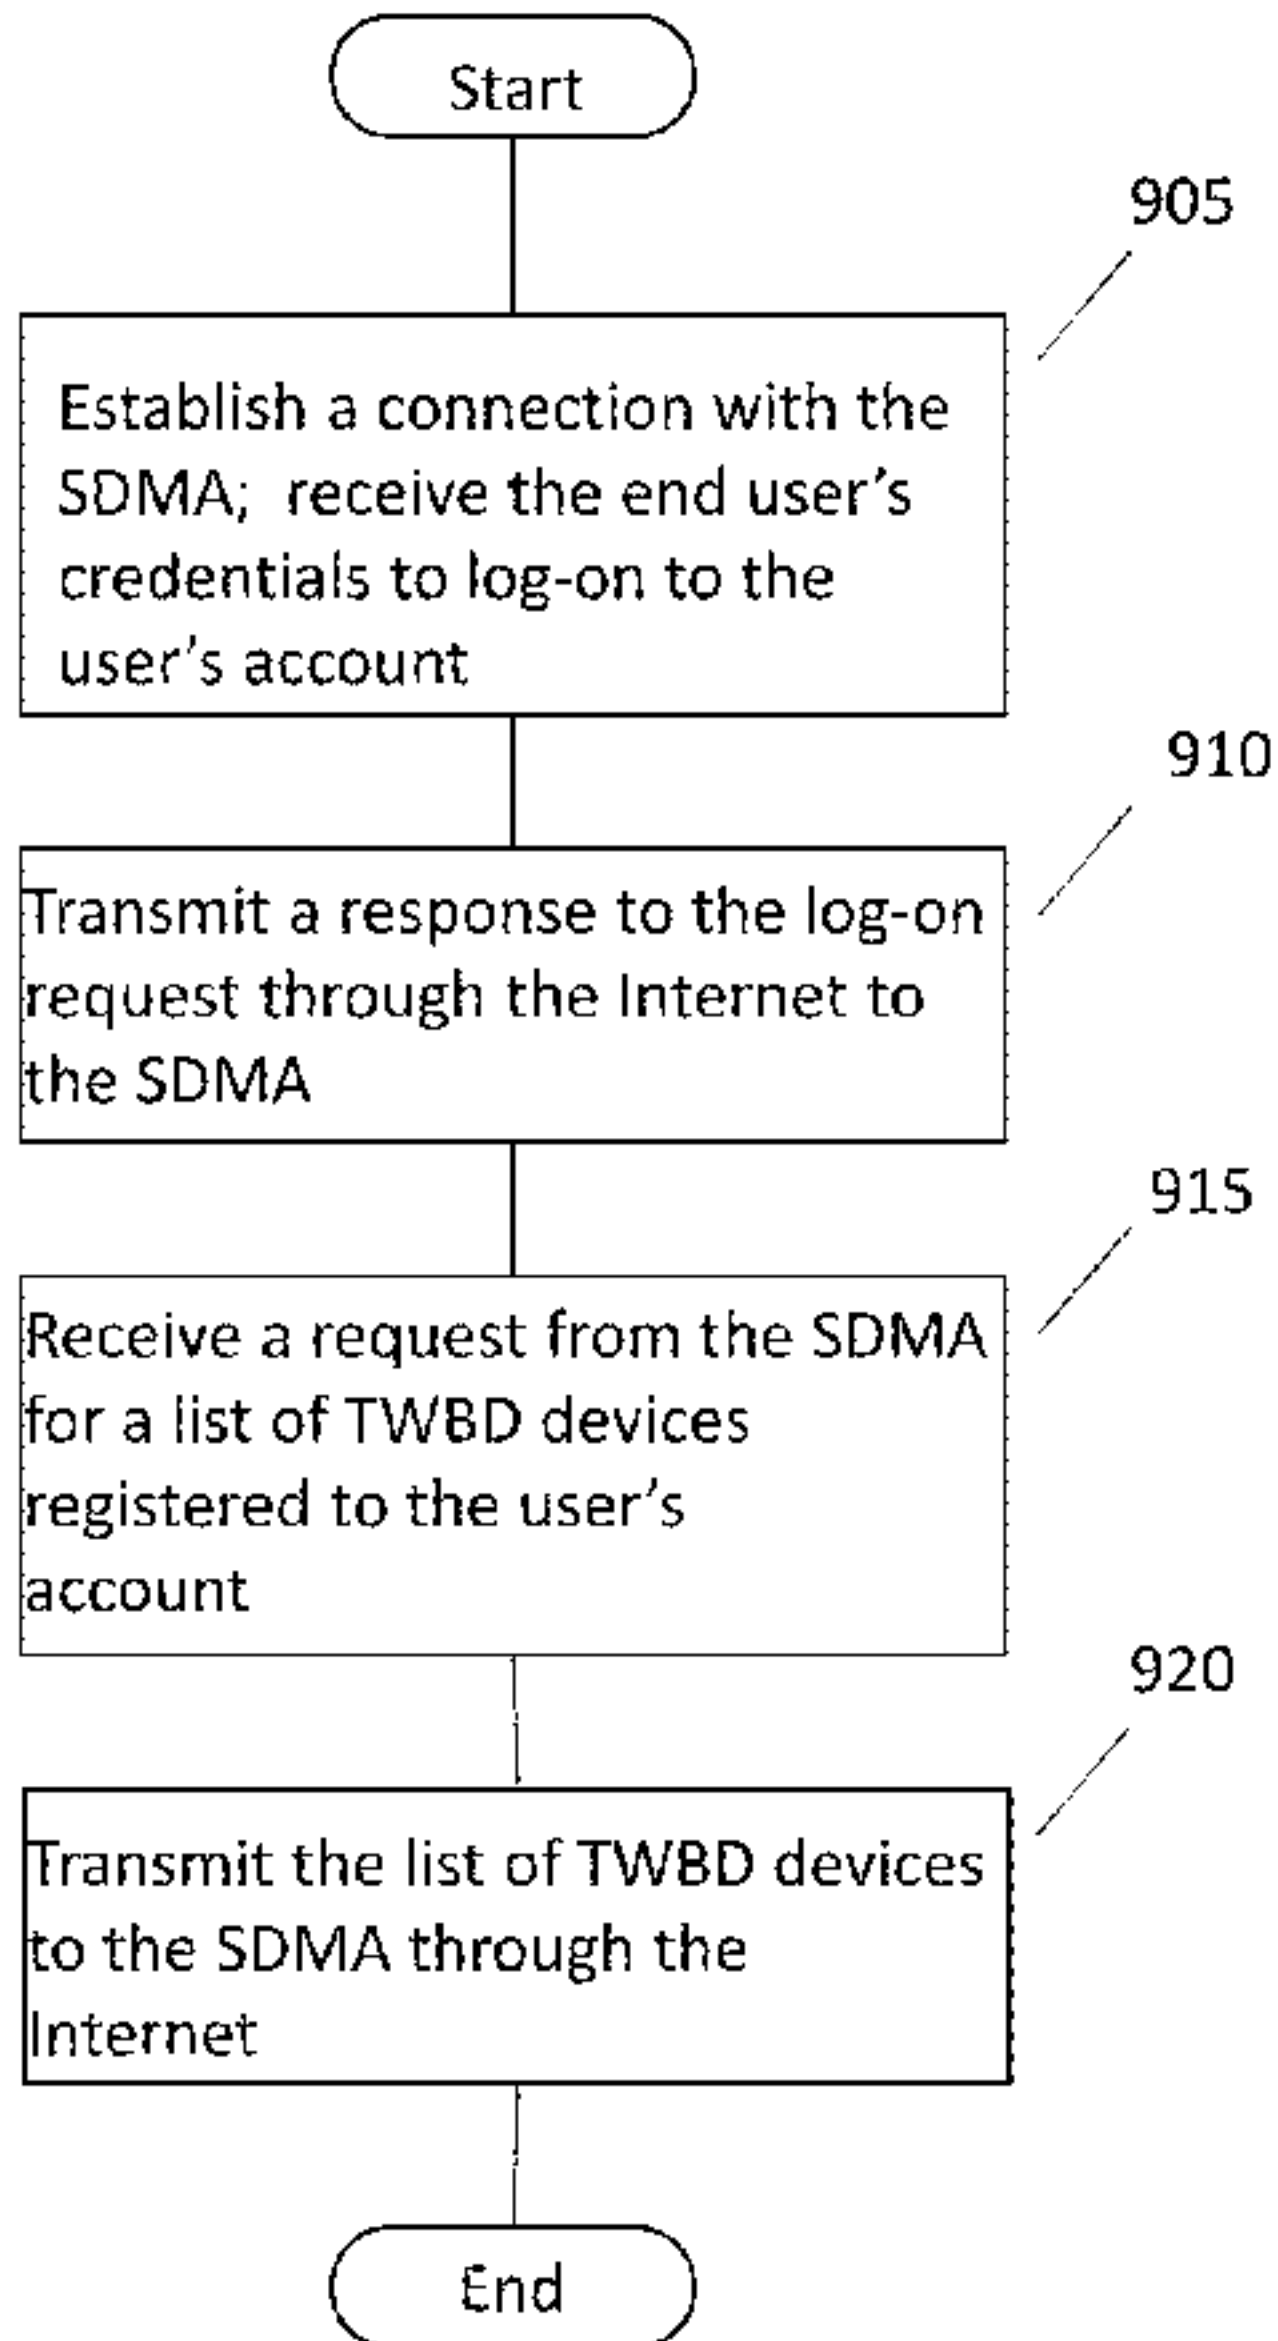 Start
905
Establish a connection with the
SDMA;  receive the end user's
credentials to log-on to the
user's account
910
Transmit a response to the log-on
request through the Internet to
the SDMA
915
Receive a request from the SDMA
for a list of TWBD devices
registered to the user's
account
920
Transmit the list of TWBD devices
to the SDMA through the
Internet
End